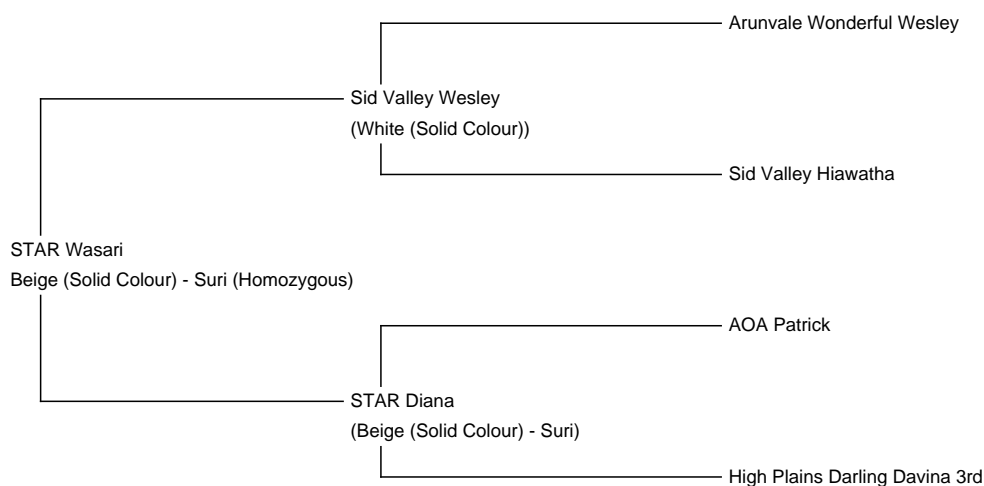 Arunvale Wonderful Wesley
Sid Valley Wesley
(White (Solid Colour))
Sid Valley Hiawatha
STAR Wasari
Beige (Solid Colour) - Suri (Homozygous)
AOA Patrick
STAR Diana
(Beige (Solid Colour) - Suri)
High Plains Darling Davina 3rd